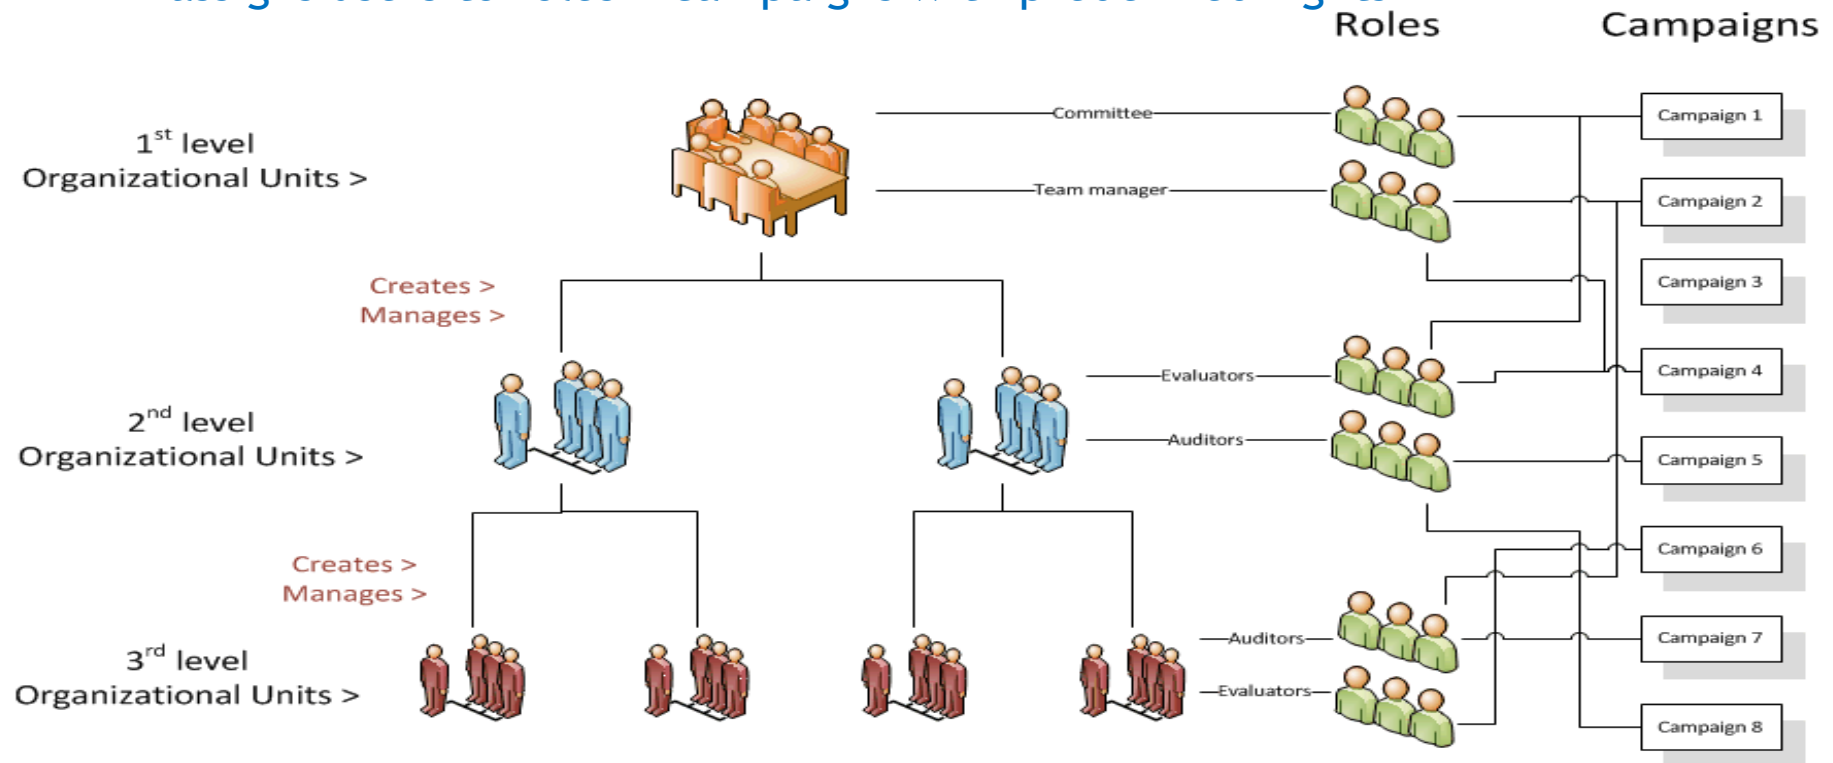 Roles
Campaigns
1st level
Organizational Units >
Committee
Team manager
Campaign 1
Campaign 2
Creates >
Manages >
Campaign 3
2nd level
Organizational Units >
Evaluators
Auditors
Campaign 4
Campaign 5
Creates >
Manages >
Campaign 6
3rd level
Organizational Units >
Auditors
Evaluators
Campaign 7
Campaign 8